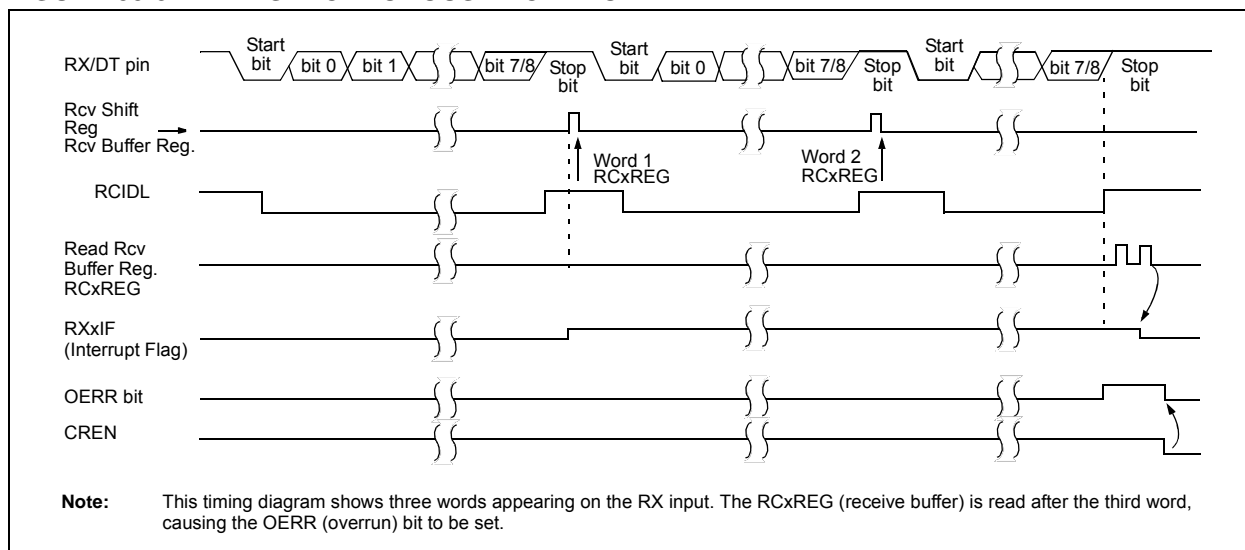 Start bit
bit 0
bit 1
bit 7/8
Stop bit
Start bit
bit 0
bit 7/8
Stop bit
Start bit
bit 7/8
Stop bit
RX/DT pin
Rcv Shift
Reg
Rcv Buffer Reg.
Word 1
RCxREG
Word 2
RCxREG
RCIDL
Read Rcv
Buffer Reg.
RCxREG
RXxIF
(Interrupt Flag)
OERR bit
CREN
Note: This timing diagram shows three words appearing on the RX input. The RCxREG (receive buffer) is read after the third word,
causing the OERR (overrun) bit to be set.